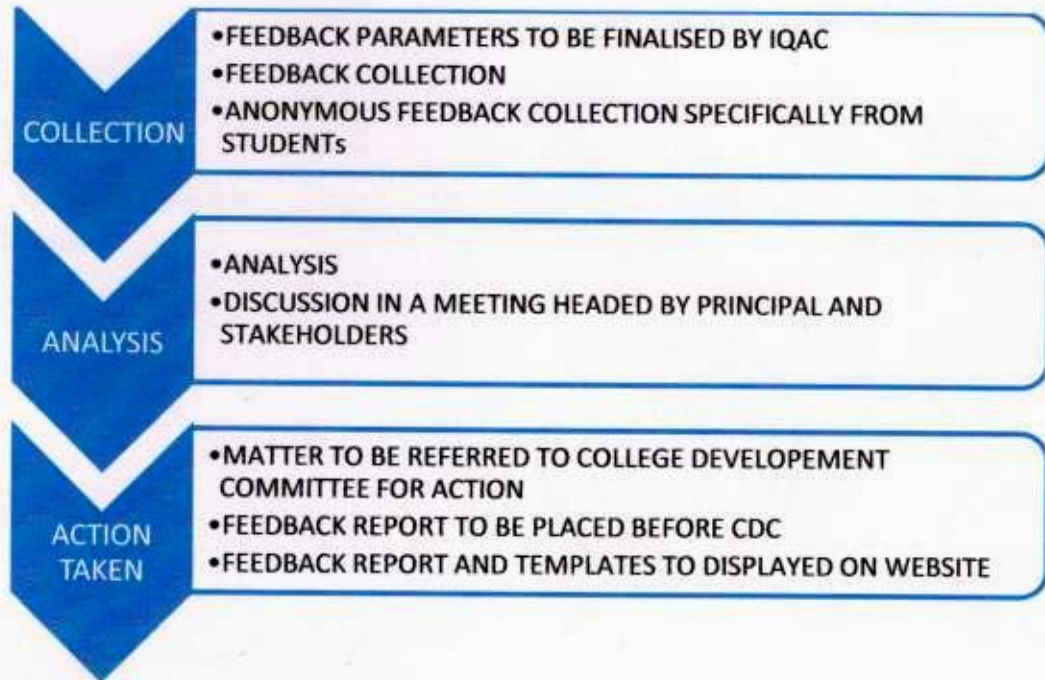 COLLECTION
•FEEDBACK PARAMETERS TO BE FINALISED BY IQAC
•FEEDBACK COLLECTION
•ANONYMOUS FEEDBACK COLLECTION SPECIFICALLY FROM
STUDENTs
ANALYSIS
•ANALYSIS
•DISCUSSION IN A MEETING HEADED BY PRINCIPAL AND
STAKEHOLDERS
ACTION
TAKEN
•MATTER TO BE REFERRED TO COLLEGE DEVELOPEMENT
COMMITTEE FOR ACTION
•FEEDBACK REPORT TO BE PLACED BEFORE CDC
•FEEDBACK REPORT AND TEMPLATES TO DISPLAYED ON WEBSITE